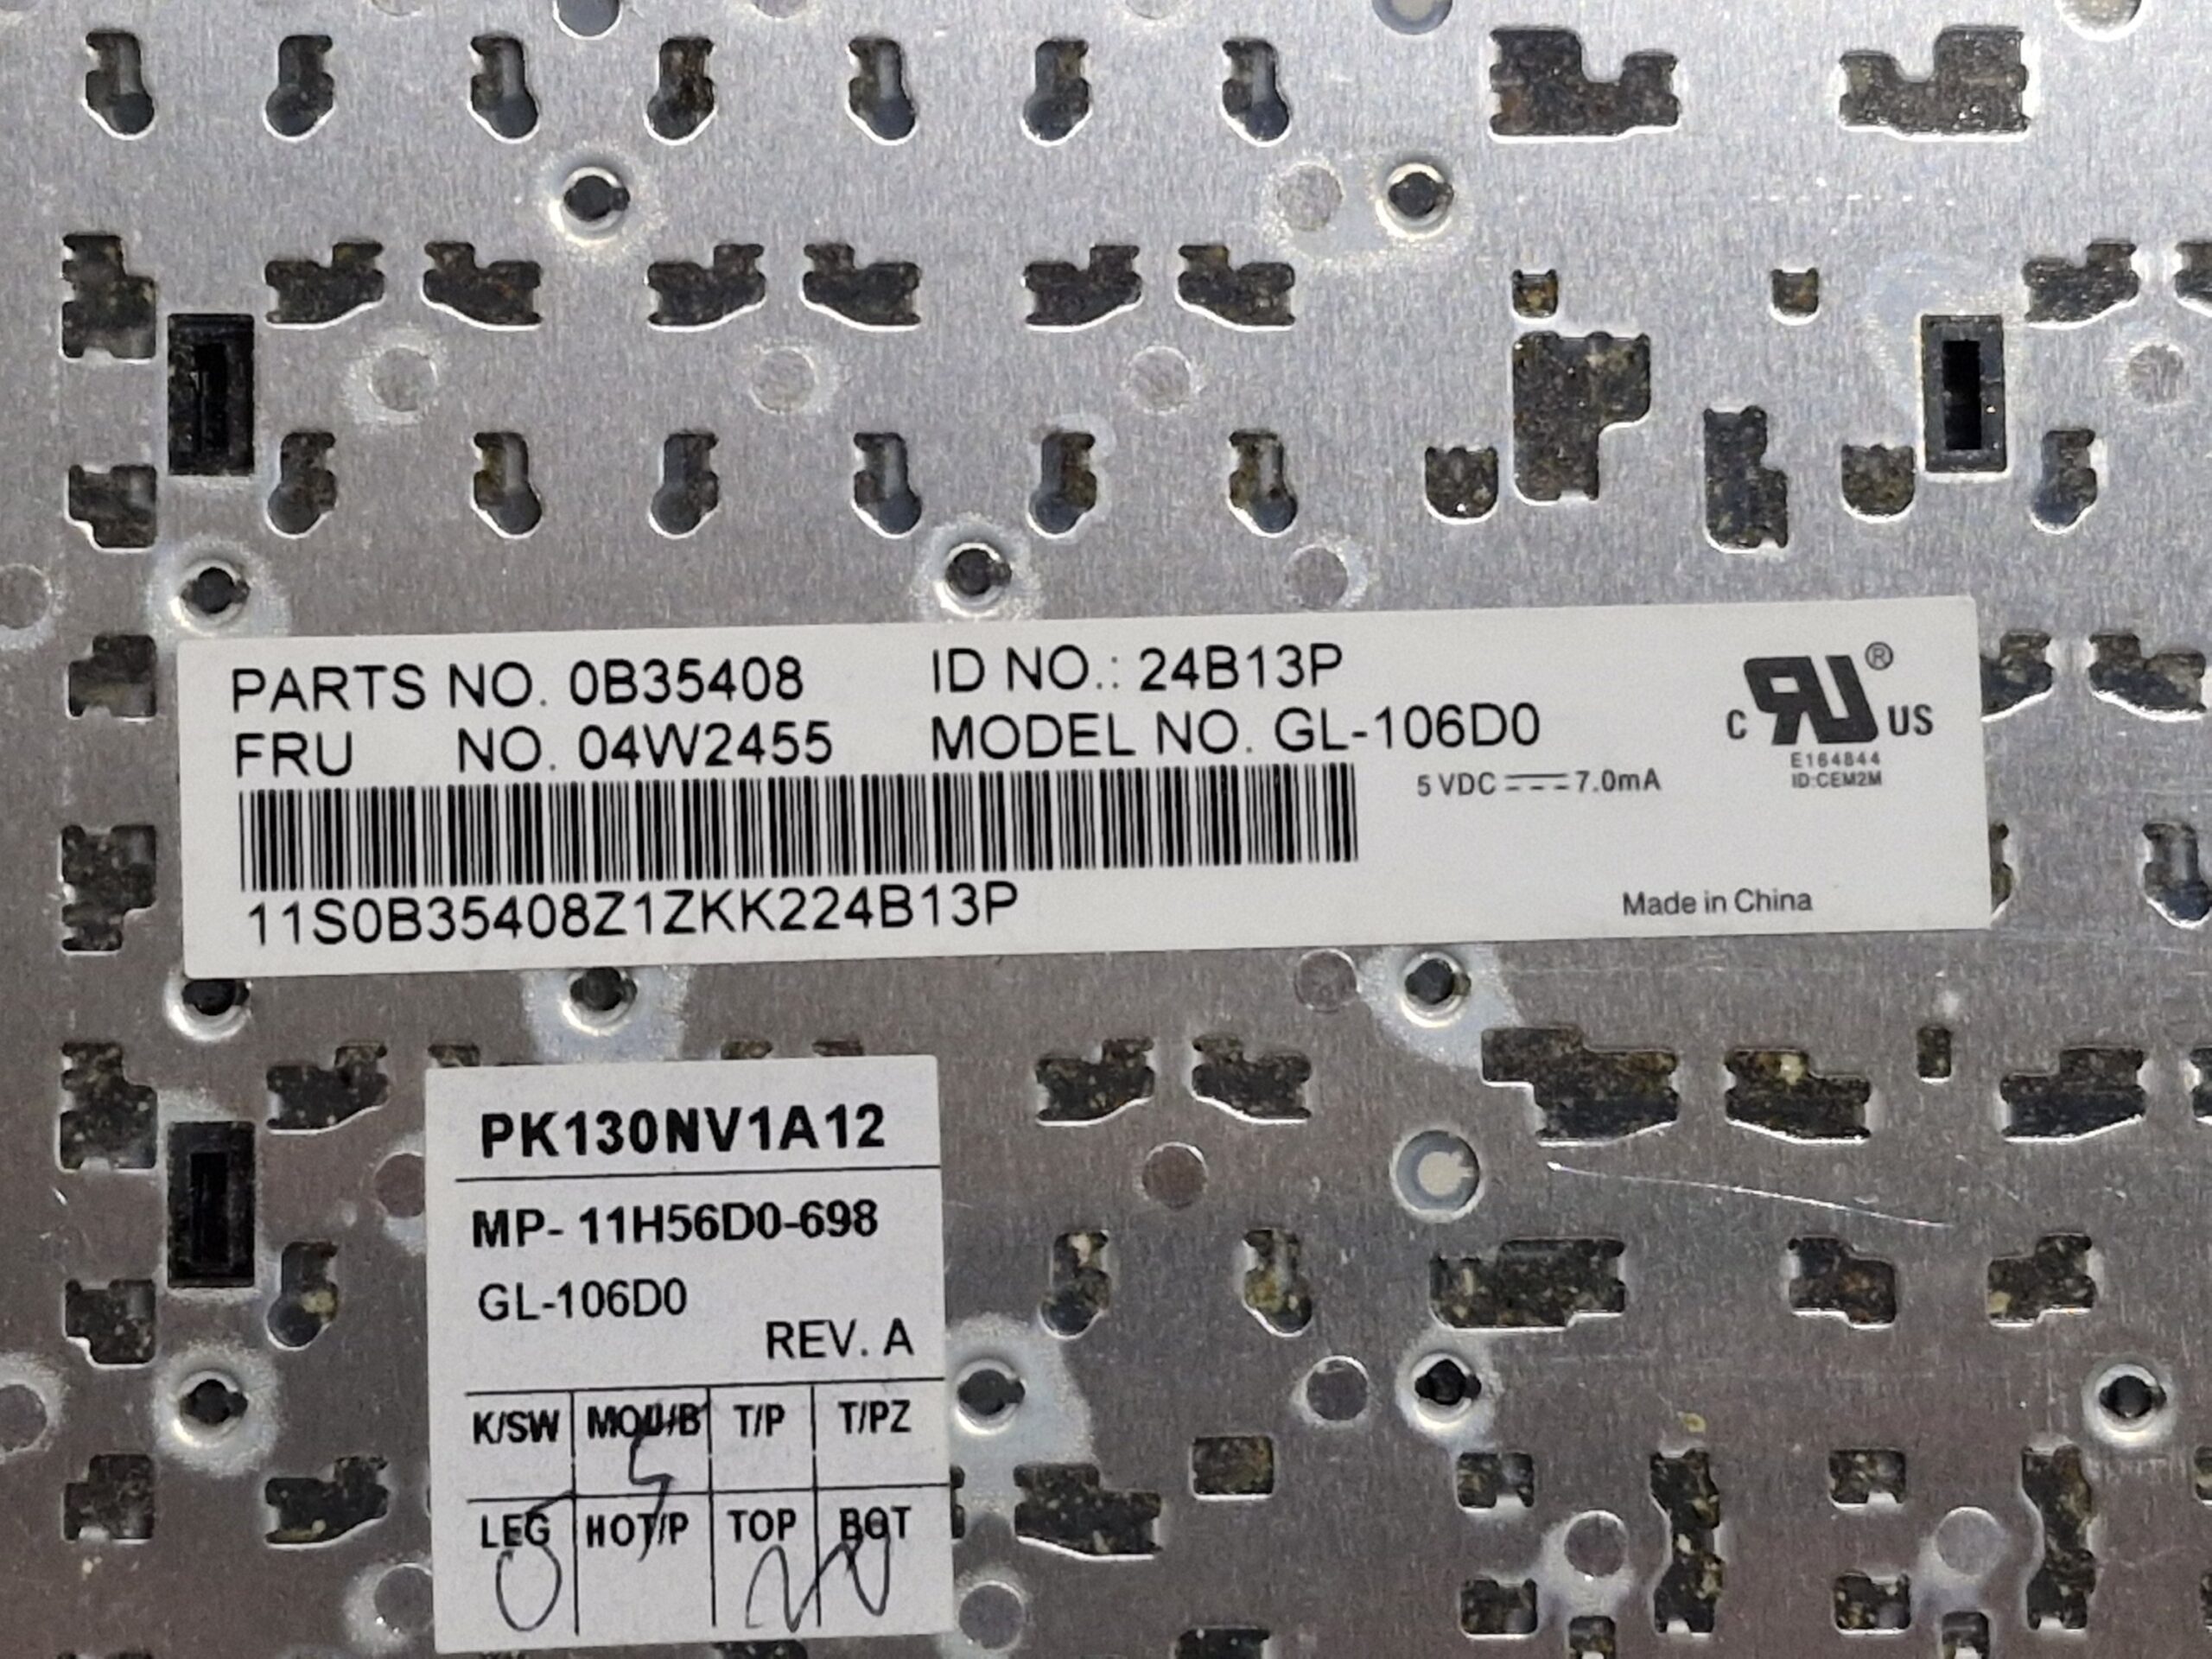 PARTS NO. 0B35408 ID NO.: 24B13P
FRU NO. 04W2455 MODEL NO. GL-106D0
5 VDC 7.0mA
C RU ® US
E164844
ID:CEM2M
11S0B35408Z1ZKK224B13P
Made in China
PK130NV1A12
MP- 11H56D0-698
GL-106D0
REV. A
K/SW MOU/B T/P T/PZ
LEG HOT/P TOP BOT